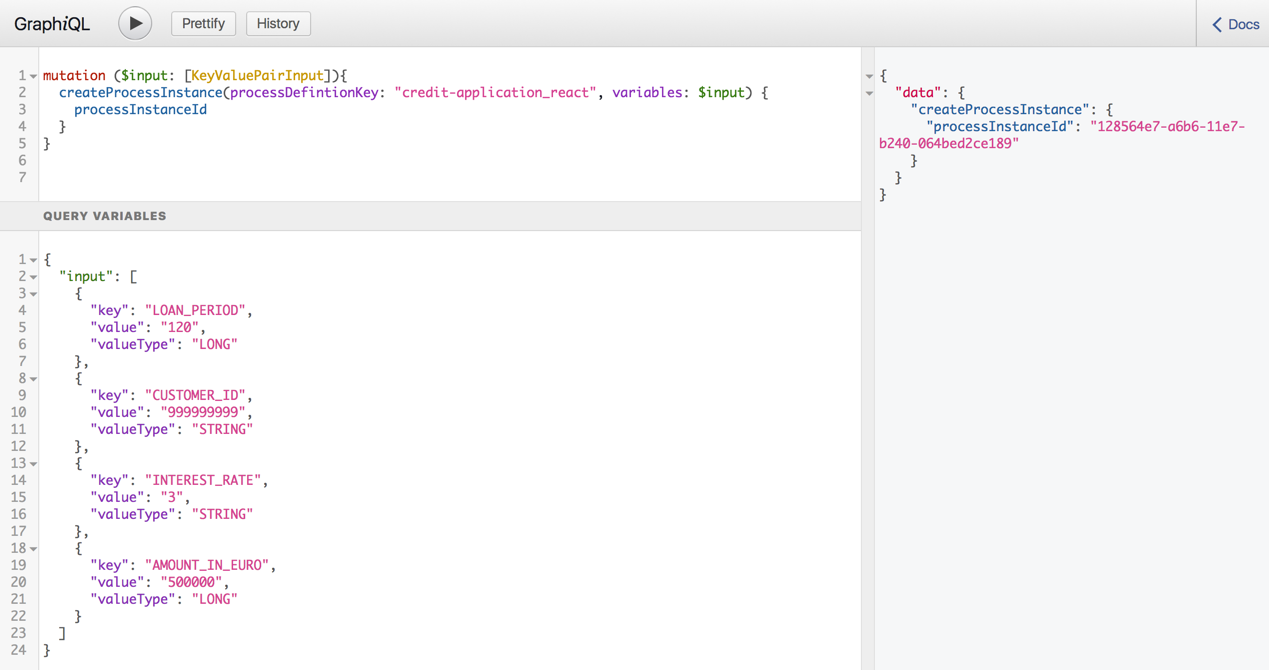 GraphiQL Prettify History Docs
1 mutation ($input: [KeyValuePairInput]){
2 createProcessInstance(processDefintionKey: "credit-application_react", variables: $input) {
3 processInstanceId
4 }
5 }
6
7
QUERY VARIABLES
1 {
2 "input": [
3 {
4 "key": "LOAN_PERIOD",
5 "value": "120",
6 "valueType": "LONG"
7 },
8 {
9 "key": "CUSTOMER_ID",
10 "value": "999999999",
11 "valueType": "STRING"
12 },
13 {
14 "key": "INTEREST_RATE",
15 "value": "3",
16 "valueType": "STRING"
17 },
18 {
19 "key": "AMOUNT_IN_EURO",
20 "value": "500000",
21 "valueType": "LONG"
22 }
23 ]
24 }
{
"data": {
"createProcessInstance": {
"processInstanceId": "128564e7-a6b6-11e7-
b240-064bed2ce189"
}
}
}